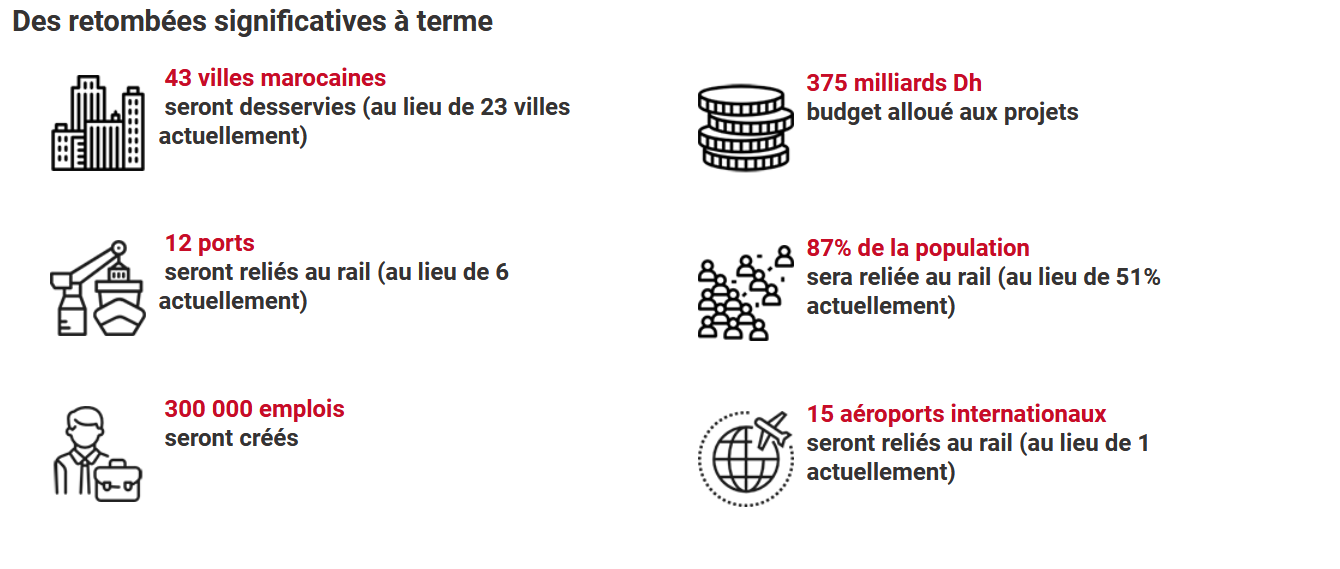 Des retombées significatives à terme
43 villes marocaines
seront desservies (au lieu de 23 villes
actuellement)
375 milliards Dh
budget alloué aux projets
12 ports
seront reliés au rail (au lieu de 6
actuellement)
87% de la population
sera reliée au rail (au lieu de 51%
actuellement)
300 000 emplois
seront créés
15 aéroports internationaux
seront reliés au rail (au lieu de 1
actuellement)